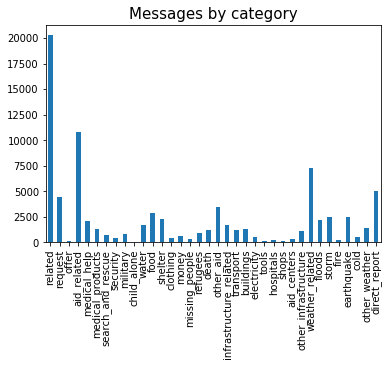 Messages by category
20000
17500
15000
12500
10000
7500
5000
2500
0
related
request
offer
aid_related
medical_help
medical_products
search_and_rescue
security
military
child_alone
water
food
shelter
clothing
money
missing_people
refugees
death
other_aid
infrastructure_related
transport
buildings
electricity
tools
hospitals
shops
aid_centers
other_infrastructure
weather_related
floods
storm
fire
earthquake
cold
other_weather
direct_report